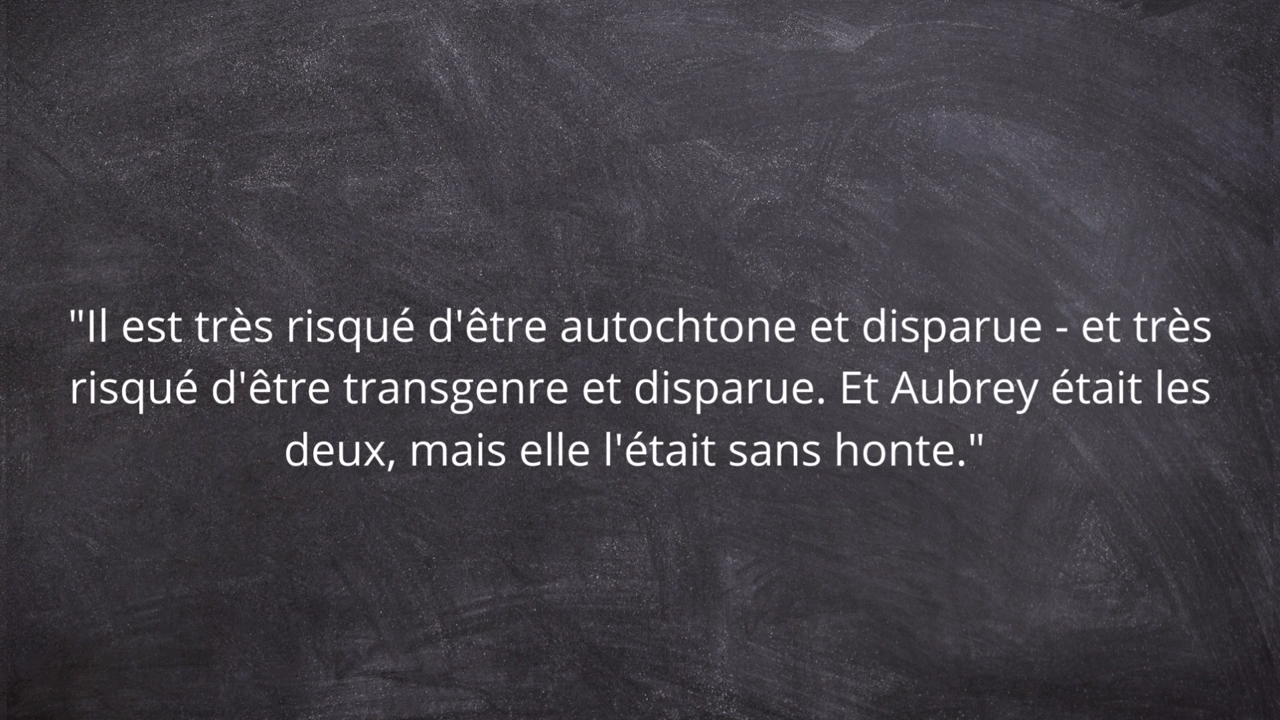 "Il est très risqué d'être autochtone et disparue - et très
risqué d'être transgenre et disparue. Et Aubrey était les
deux, mais elle l'était sans honte."